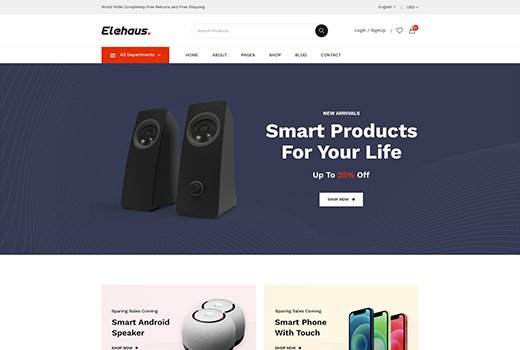 World Wide Completely Free Returns and Free Shipping
English
USD
Elehaus.
Search Products
Login / SignUp
All Departments
HOME
ABOUT
PAGES
SHOP
BLOG
CONTACT
NEW ARRIVALS
Smart Products
For Your Life
Up To 25% Off
SHOP NOW
Sparing Sales Coming
Smart Android
Speaker
SHOP NOW
Sparing Sales Coming
Smart Phone
With Touch
SHOP NOW